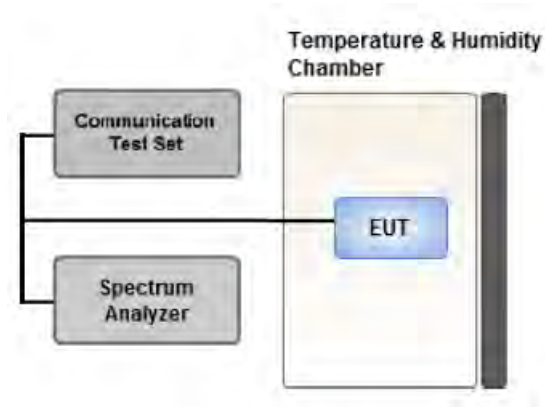 Temperature & Humidity
Chamber
Communication
Test Set
EUT
Spectrum
Analyzer